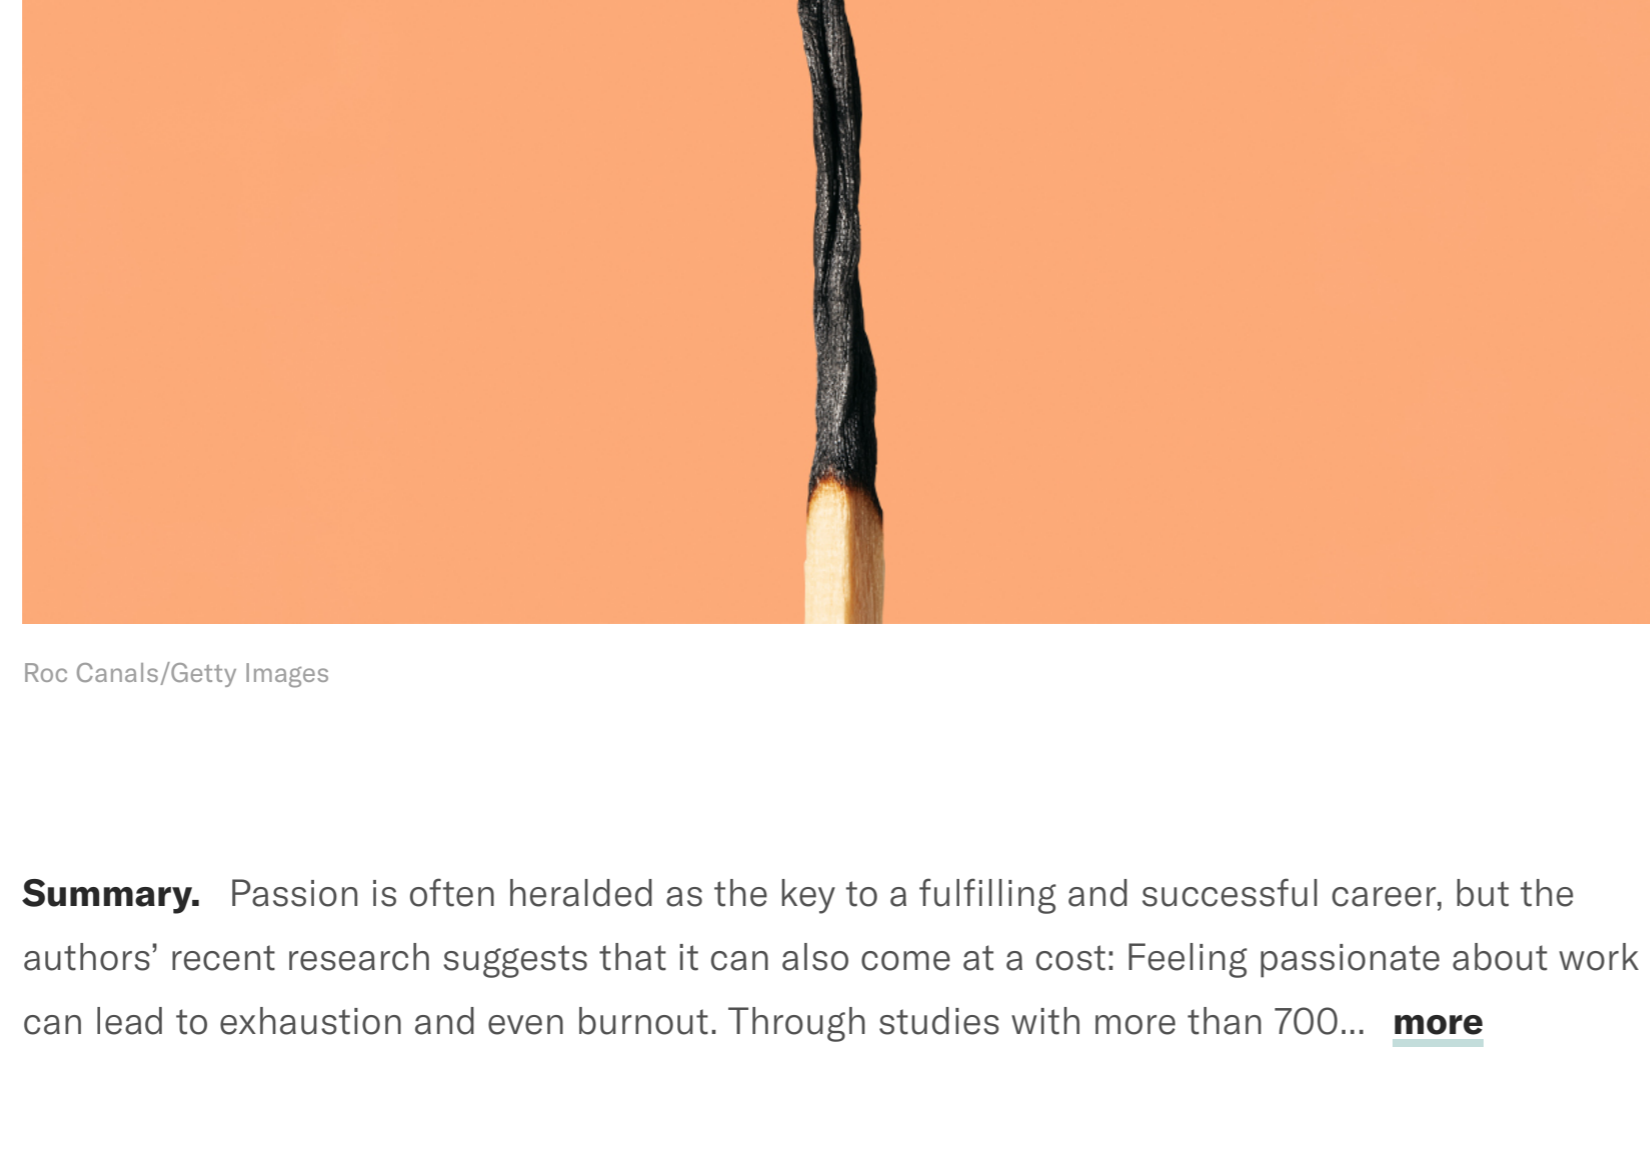 Roc Canals/Getty Images
Summary. Passion is often heralded as the key to a fulfilling and successful career, but the
authors’ recent research suggests that it can also come at a cost: Feeling passionate about work
can lead to exhaustion and even burnout. Through studies with more than 700... more